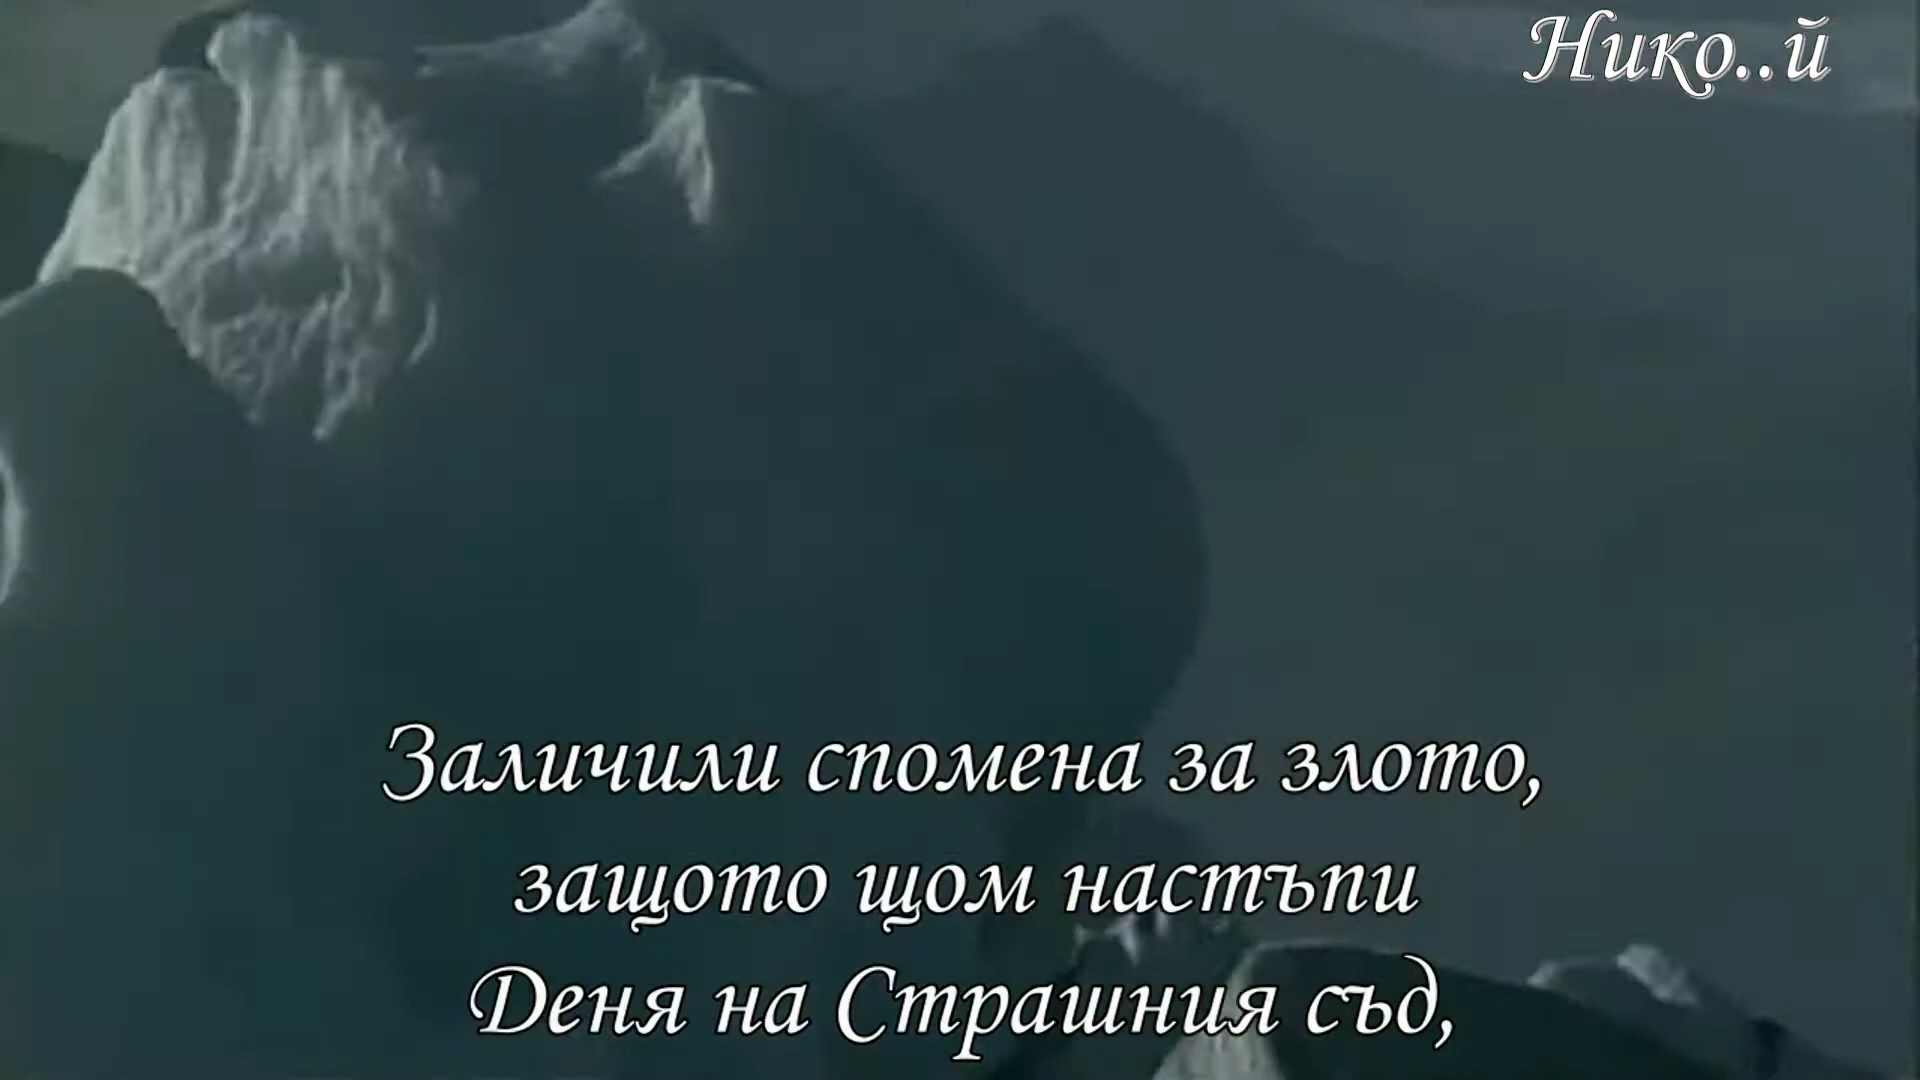 Нико..й
Заличили спомена за злото,
защото щом настъпи
Деня на Страшния съд,